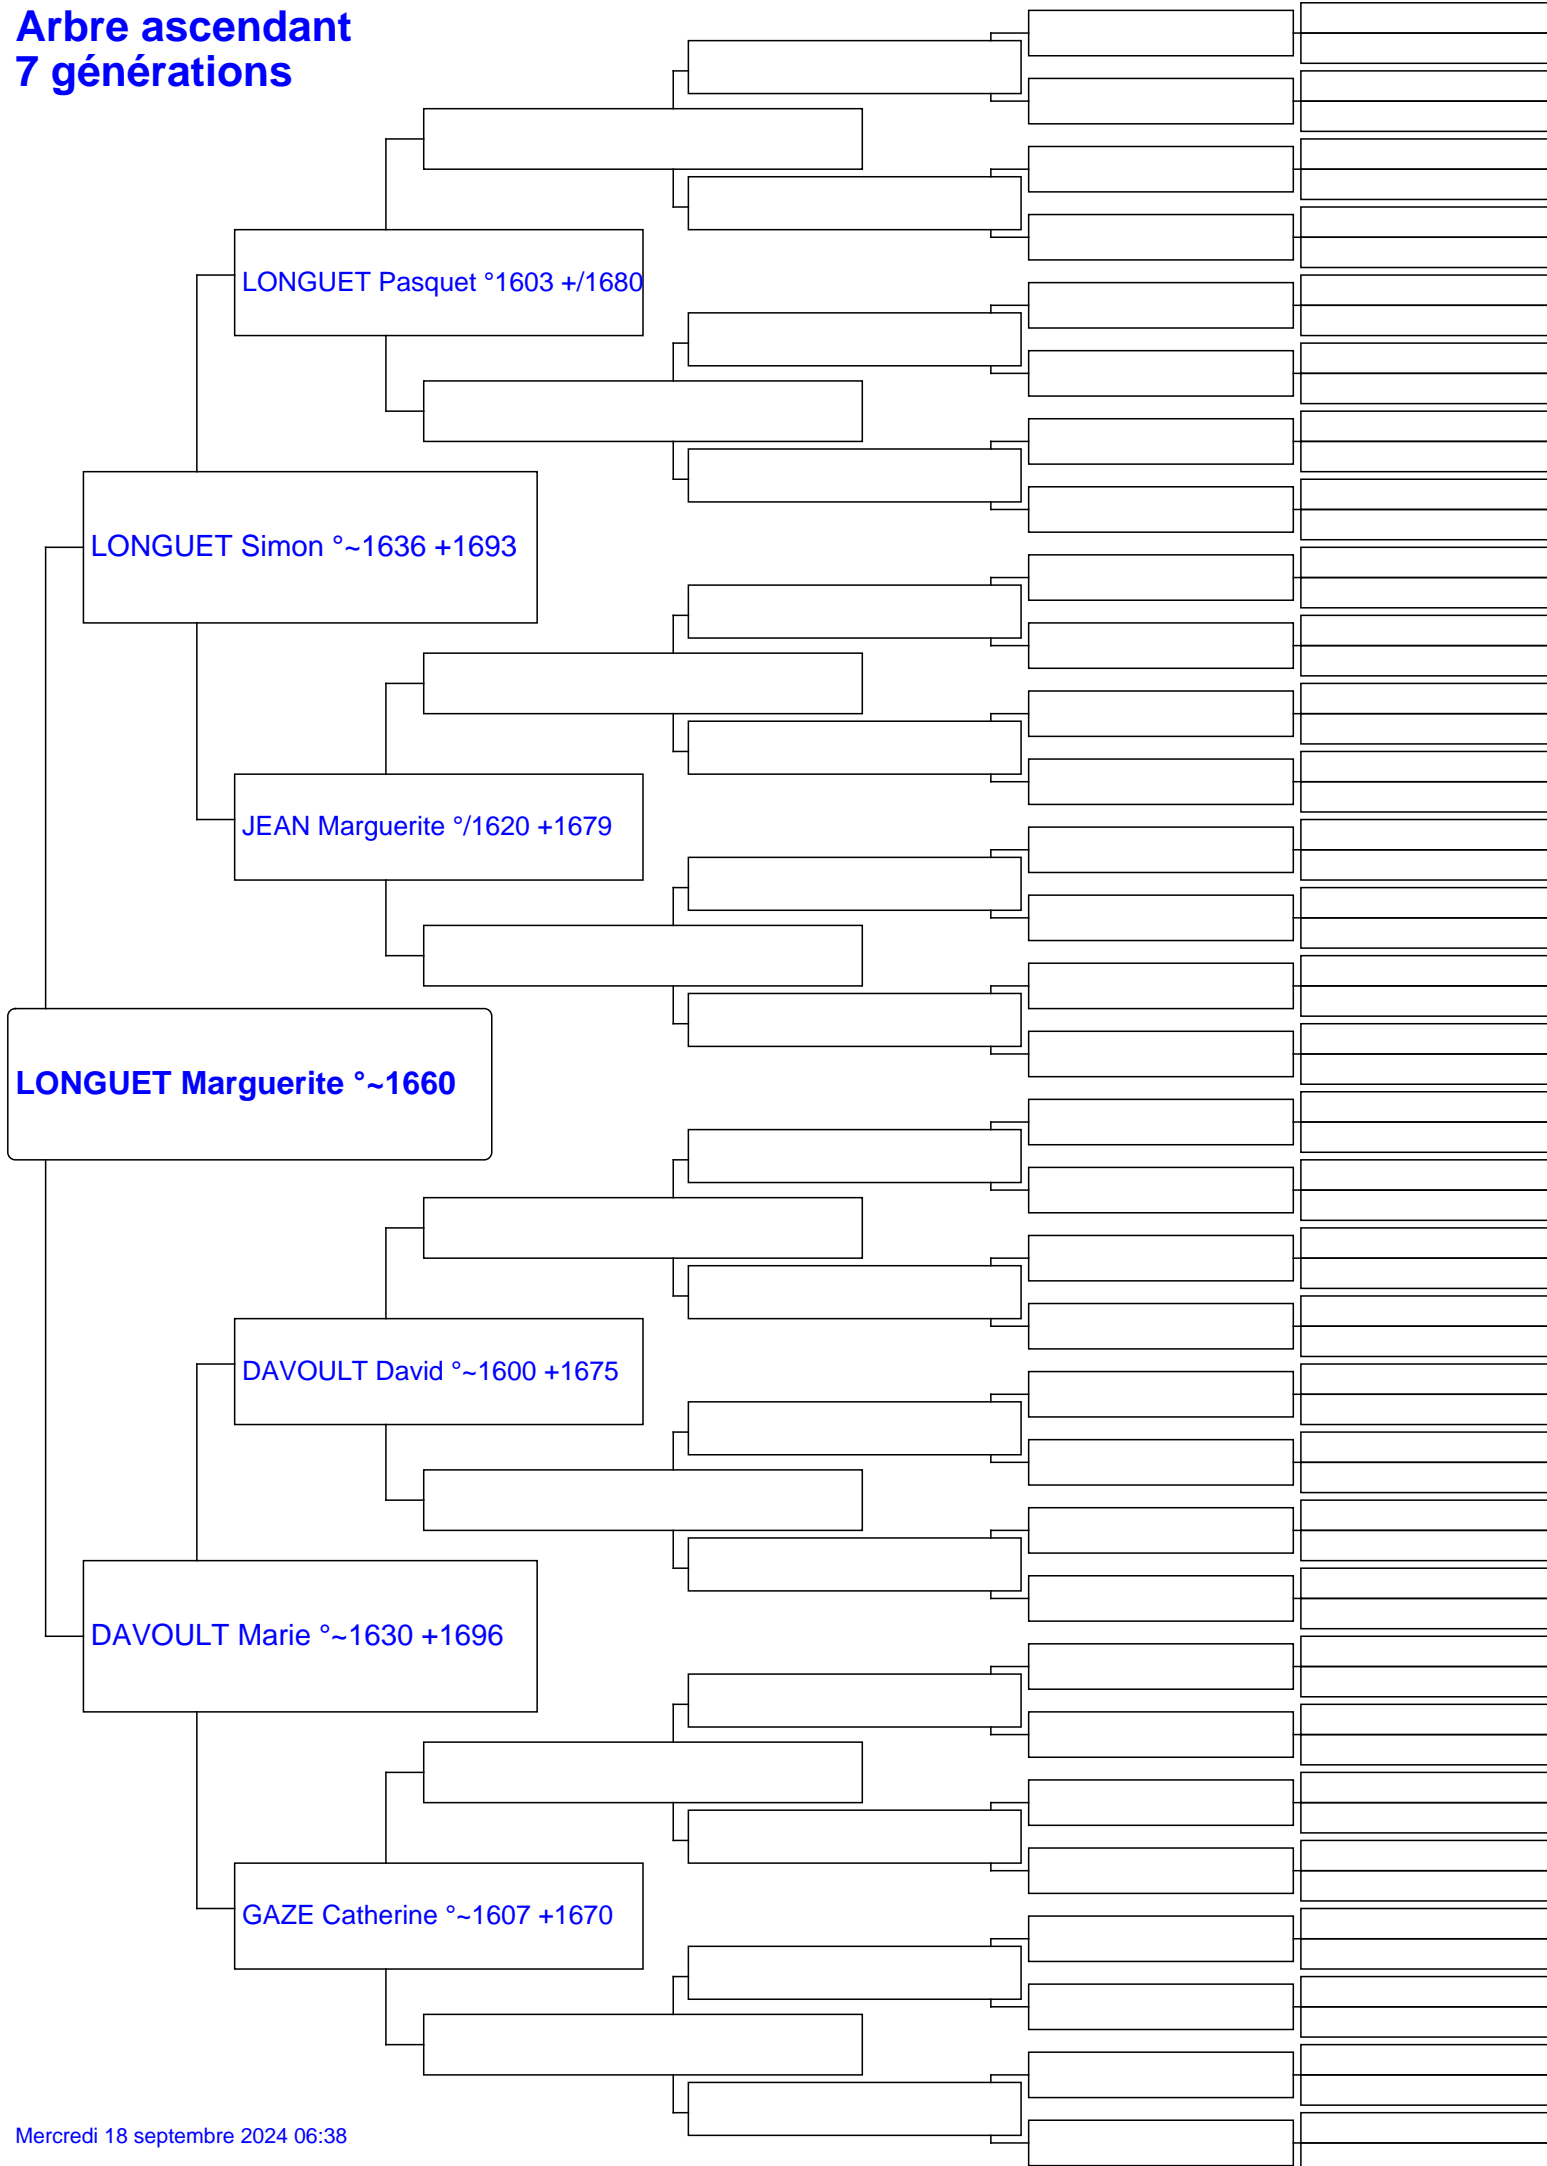 Arbre ascendant
7 générations
LONGUET Pasquet °1603 +/1680
LONGUET Simon °~1636 +1693
JEAN Marguerite °/1620 +1679
LONGUET Marguerite °~1660
DAVOULT David °~1600 +1675
DAVOULT Marie °~1630 +1696
GAZE Catherine °~1607 +1670
Mercredi 18 septembre 2024 06:38